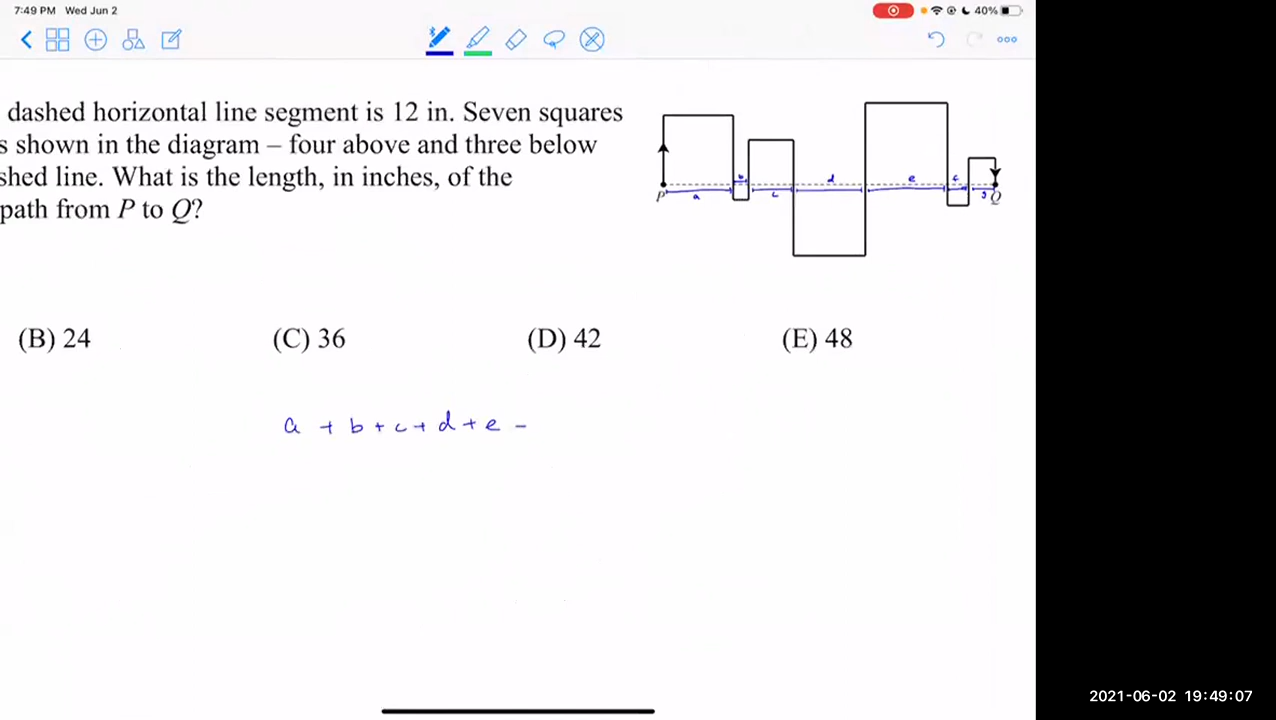 7:49 PM Wed Jun 2
40%
dashed horizontal line segment is 12 in. Seven squares
s shown in the diagram – four above and three below
shed line. What is the length, in inches, of the
path from P to Q?
a b c d e f g
P Q
(B) 24 (C) 36 (D) 42 (E) 48
a + b + c + d + e -
2021-06-02 19:49:07